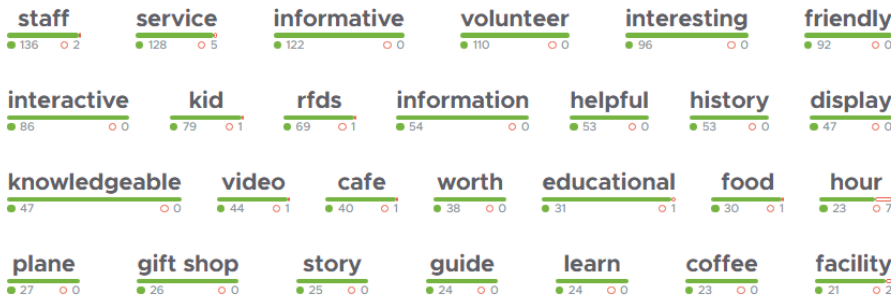 staff service informative volunteer interesting friendly
136 2 128 5 122 0 110 0 96 0 92 0
interactive kid rfds information helpful history display
86 0 79 1 69 1 54 0 53 0 53 0 47 0
knowledgeable video cafe worth educational food hour
47 0 44 1 40 1 38 0 31 1 30 1 23 7
plane gift shop story guide learn coffee facility
27 0 26 0 25 0 24 0 24 0 23 0 21 2